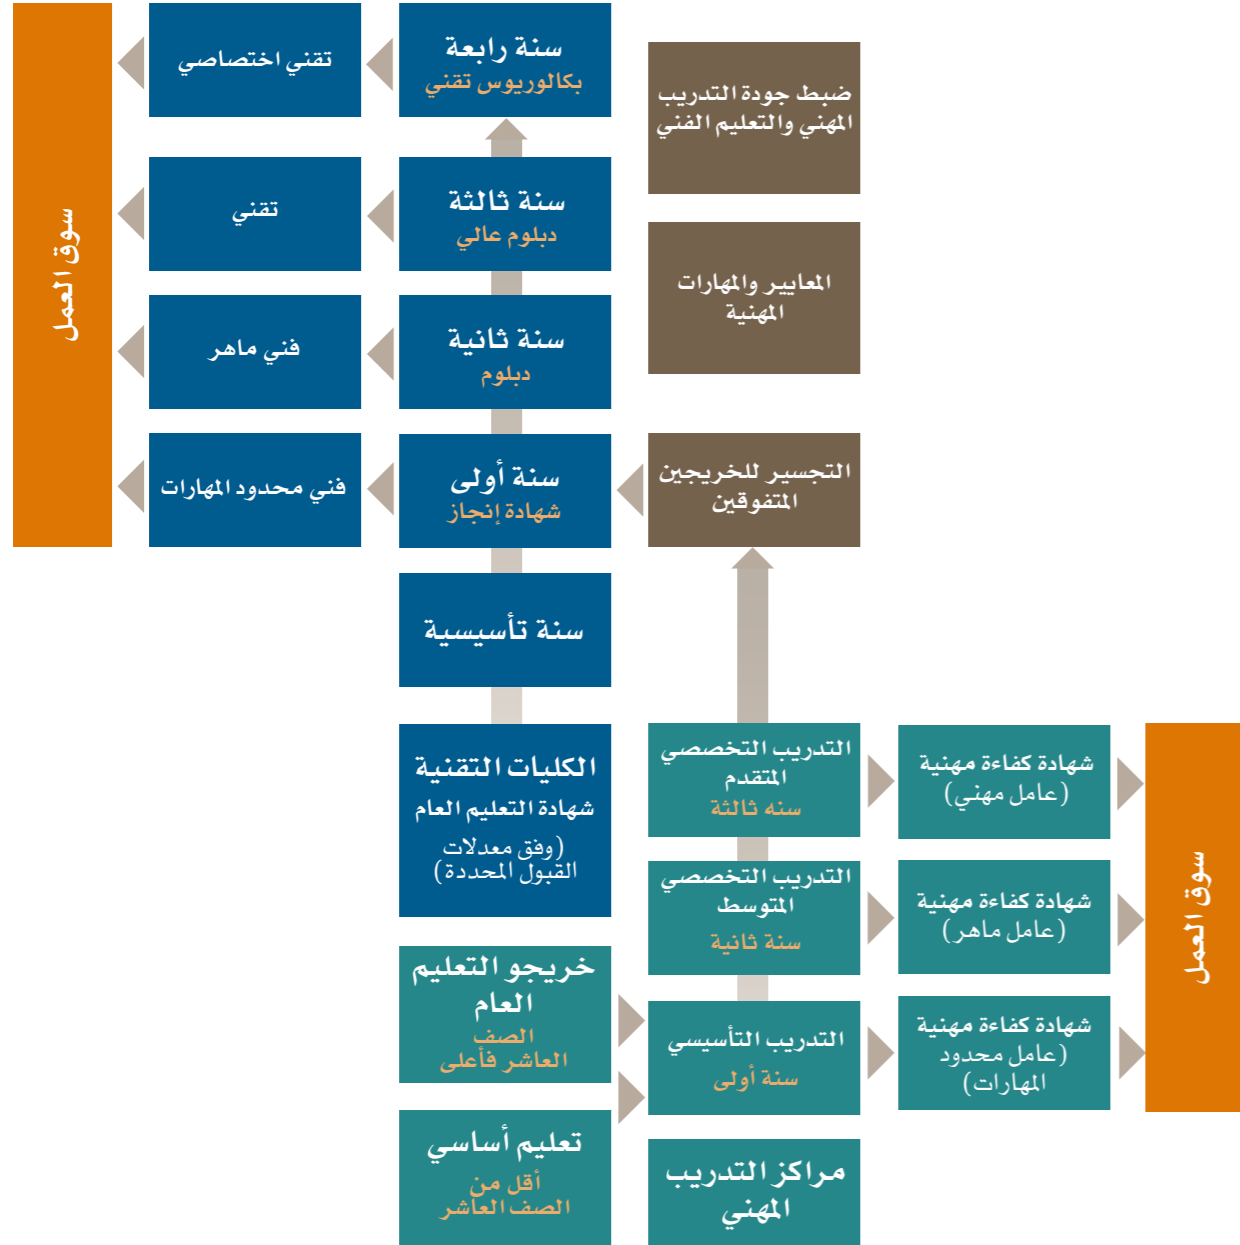 ضبط جودة التدريب
المهني والتعليم الفني
المعايير والمهارات
المهنية
التجسير للخريجين
المتفوقين
سنة رابعة
بكالوريوس تقني
تقني اختصاصي
سنة ثالثة
دبلوم عالي
تقني
سنة ثانية
دبلوم
فني ماهر
سنة أولى
شهادة إنجاز
فني محدود المهارات
سوق العمل
سنة تأسيسية
الكليات التقنية
شهادة التعليم العام
(وفق معدلات
القبول المحددة)
سوق العمل
شهادة كفاءة مهنية
(عامل مهني)
التدريب التخصصي
المتقدم
سنه ثالثة
شهادة كفاءة مهنية
(عامل ماهر)
التدريب التخصصي
المتوسط
سنة ثانية
شهادة كفاءة مهنية
(عامل محدود
المهارات)
التدريب التأسيسي
سنة أولى
خريجو التعليم
العام
الصف
العاشر فأعلى
مراكز التدريب
المهني
تعليم أساسي
أقل من
الصف العاشر